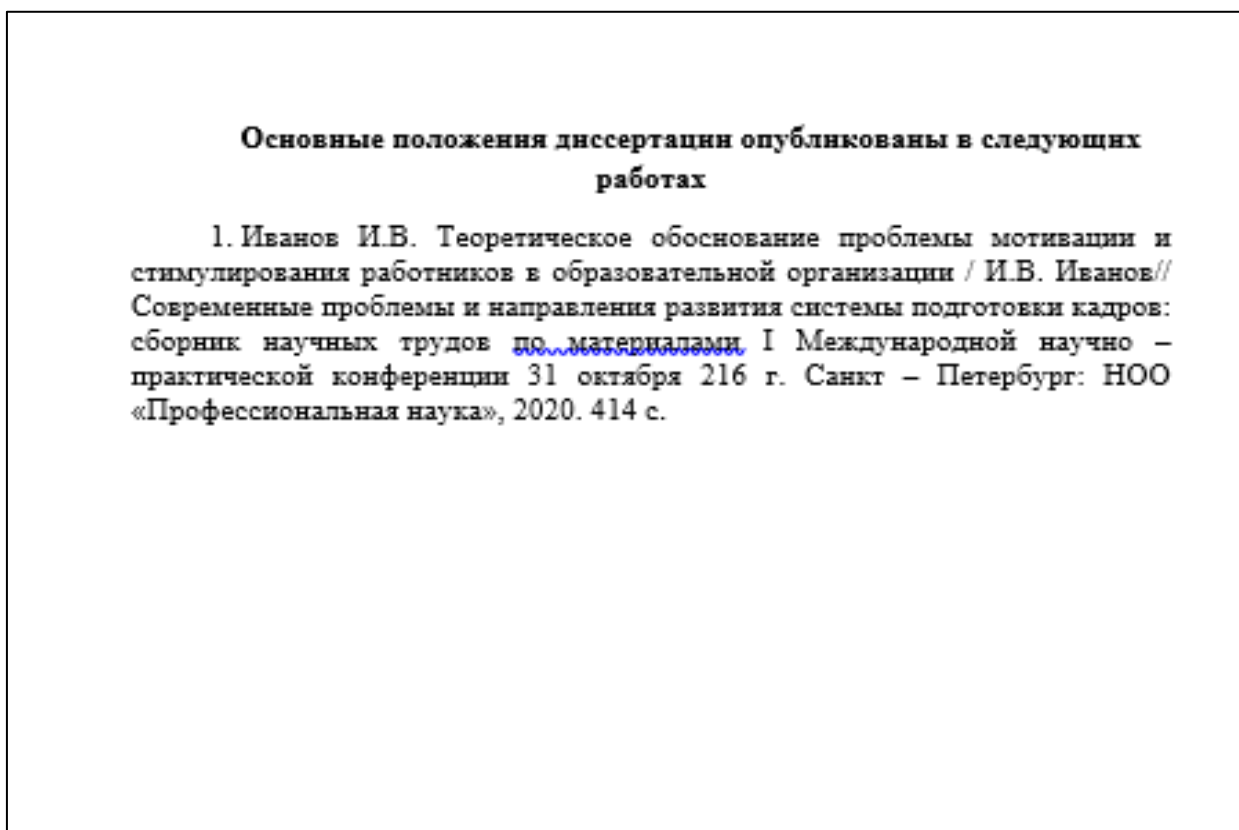 Основные положения диссертации опубликованы в следующих
работах
1. Иванов И.В. Теоретическое обоснование проблемы мотивации и
стимулирования работников в образовательной организации / И.В. Иванов//
Современные проблемы и направления развития системы подготовки кадров:
сборник научных трудов по материалами I Международной научно –
практической конференции 31 октября 216 г. Санкт – Петербург: НОО
«Профессиональная наука», 2020. 414 с.